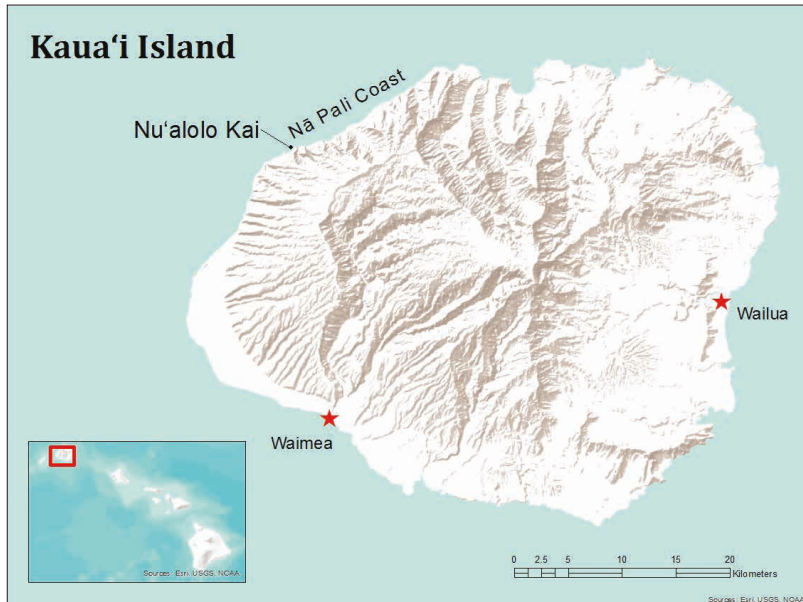 Kauaʻi Island
Nā Pali Coast
Nuʻalolo Kai
Wailua
Waimea
Sources: Esri, USGS, NOAA
0 2.5 5 10 15 20
Kilometers
Sources: Esri, USGS, NOAA